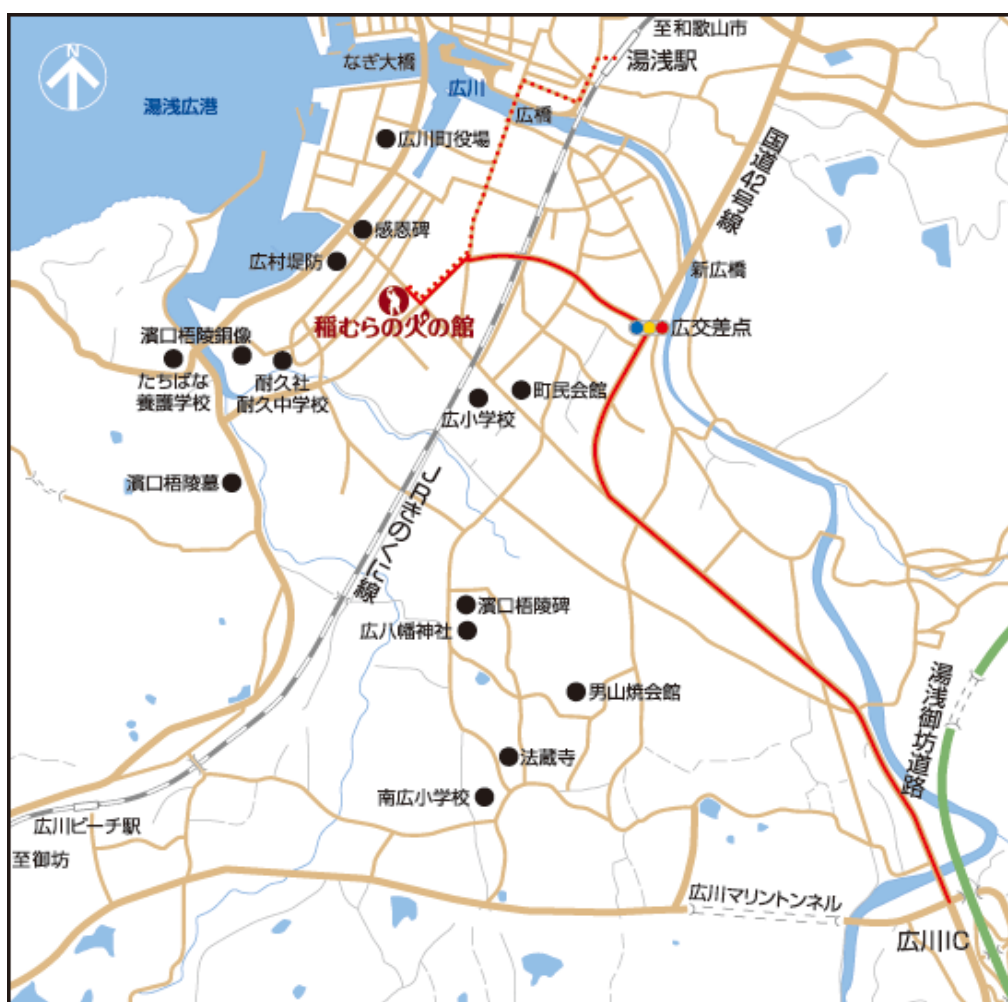 N
至和歌山市
湯浅駅
なぎ大橋
広川
湯浅広港
広橋
広川町役場
国道42号線
感恩碑
広村堤防
新広橋
稲むらの火の館
広交差点
濱口梧陵銅像
たちばな
養護学校
耐久社
耐久中学校
町民会館
広小学校
濱口梧陵墓
JRきのくに線
濱口梧陵碑
広八幡神社
男山焼会館
湯浅御坊道路
法蔵寺
南広小学校
広川ビーチ駅
至御坊
広川マリントンネル
広川IC